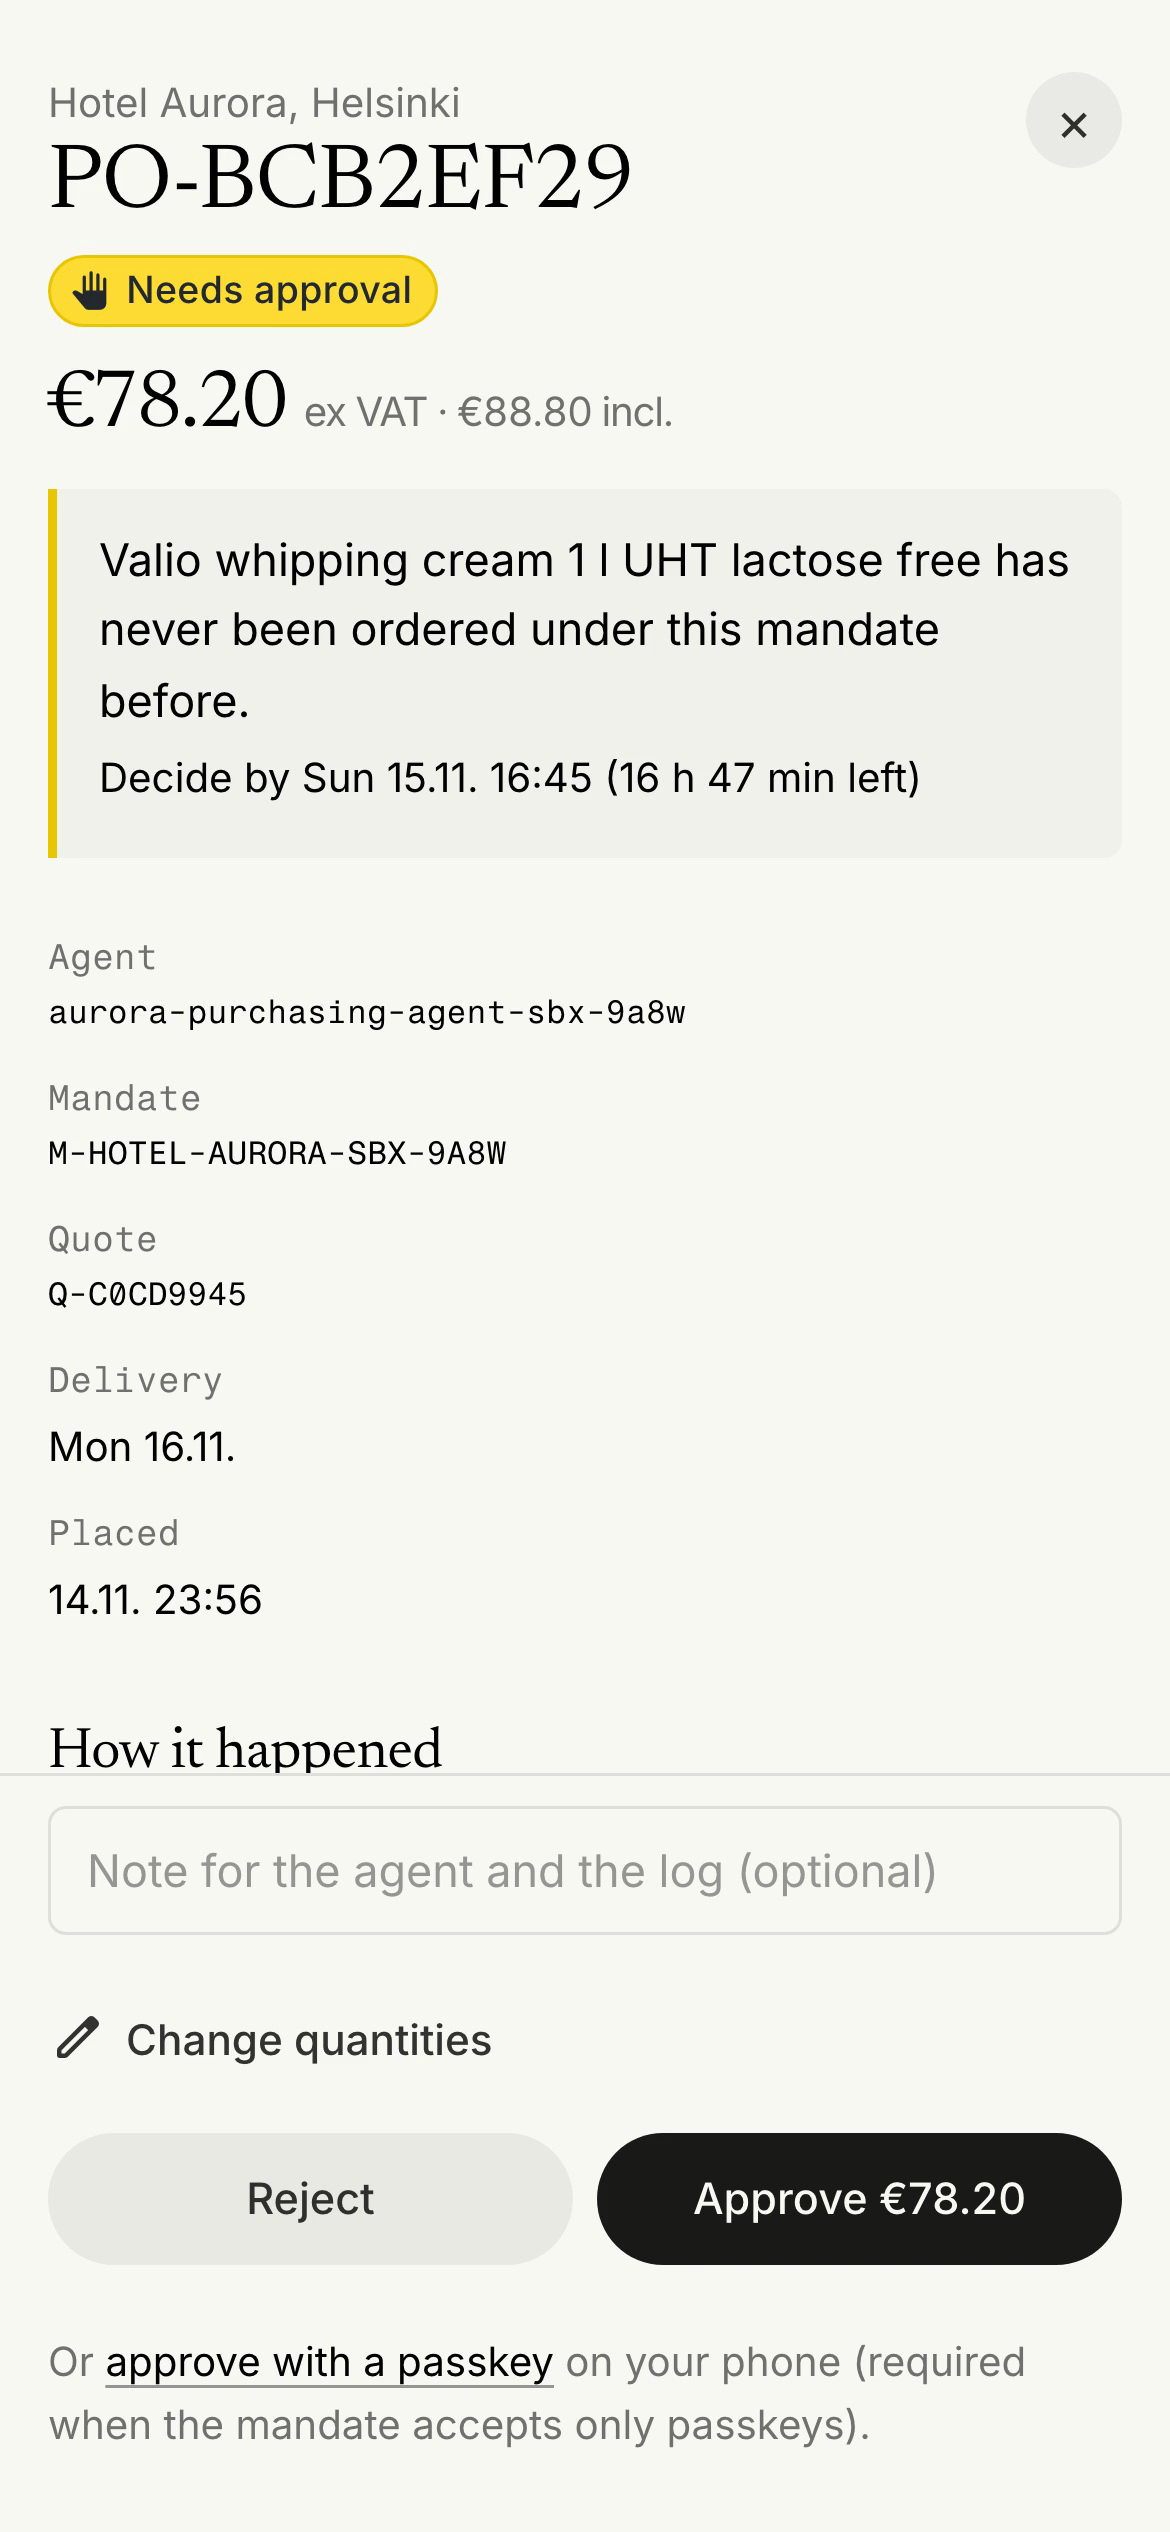 Hotel Aurora, Helsinki
PO-BCB2EF29
Needs approval
€78.20 ex VAT · €88.80 incl.
Valio whipping cream 1 l UHT lactose free has
never been ordered under this mandate
before.
Decide by Sun 15.11. 16:45 (16 h 47 min left)
Agent
aurora-purchasing-agent-sbx-9a8w
Mandate
M-HOTEL-AURORA-SBX-9A8W
Quote
Q-C0CD9945
Delivery
Mon 16.11.
Placed
14.11. 23:56
How it happened
Note for the agent and the log (optional)
Change quantities
Reject
Approve €78.20
Or approve with a passkey on your phone (required
when the mandate accepts only passkeys).